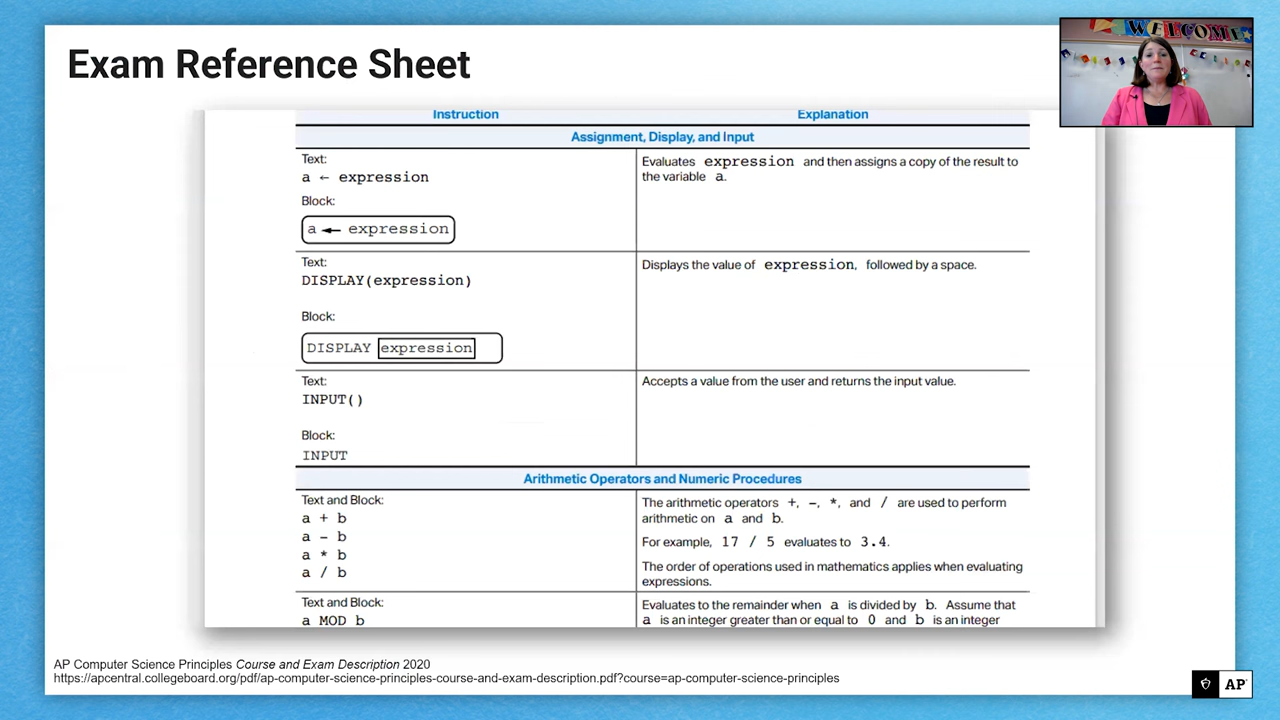 WELCOME
Exam Reference Sheet
Instruction Explanation
Assignment, Display, and Input
Text:
a ← expression
Block:
a ← expression
Evaluates expression and then assigns a copy of the result to
the variable a.
Text:
DISPLAY(expression)
Block:
DISPLAY expression
Displays the value of expression, followed by a space.
Text:
INPUT()
Block:
INPUT
Accepts a value from the user and returns the input value.
Arithmetic Operators and Numeric Procedures
Text and Block:
a + b
a - b
a * b
a / b
The arithmetic operators +, -, *, and / are used to perform
arithmetic on a and b.
For example, 17 / 5 evaluates to 3.4.
The order of operations used in mathematics applies when evaluating
expressions.
Text and Block:
a MOD b
Evaluates to the remainder when a is divided by b. Assume that
a is an integer greater than or equal to 0 and b is an integer
AP Computer Science Principles Course and Exam Description 2020
https://apcentral.collegeboard.org/pdf/ap-computer-science-principles-course-and-exam-description.pdf?course=ap-computer-science-principles
AP